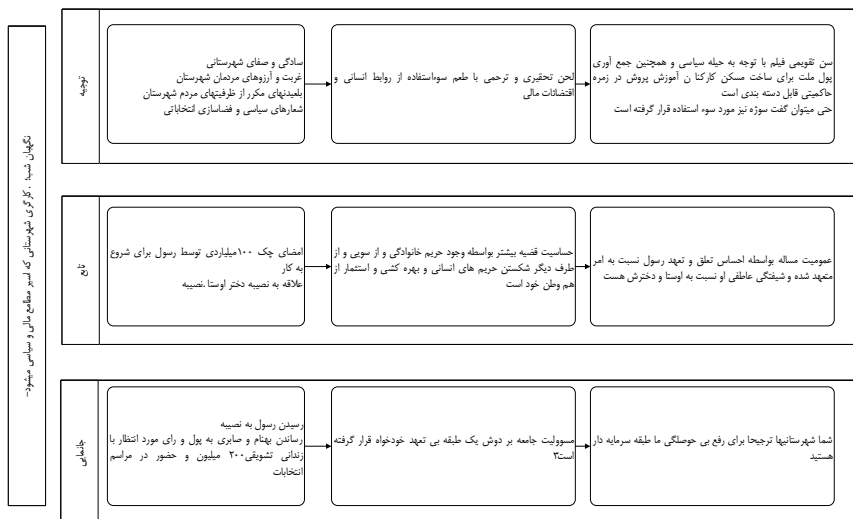 نگهبان شب: .کارگری شهرستانی که اسیر مطامع مالی و سیاسی میشود-
توجیه
سادگی و صفای شهرستانی
غربت و آرزوهای مردمان شهرستان
بلعیدنهای مکرر از ظرفیتهای مردم شهرستان
شعارهای سیاسی و فضاسازی انتخاباتی
لحن تحقیری و ترحمی با طعم سوءاستفاده از روابط انسانی و
اقتضائات مالی
سن تقویمی فیلم با توجه به حیله سیاسی و همچنین جمع آوری
پول ملت برای ساخت مسکن کارکنا ن آموزش پروش در زمره
حاکمیتی قابل دسته بندی است
حتی میتوان گفت سوژه نیز مورد سوء استفاده قرار گرفته است
تابع
امضای چک ۱۰۰میلیاردی توسط رسول برای شروع
به کار
علاقه به نصیبه دختر اوستا.نصیبه
حساسیت قضیه بیشتر بواسطه وجود حریم خانوادگی و از سویی و از
طرف دیگر شکستن حریم های انسانی و بهره کشی و استثمار از
هم وطن خود است
عمومیت مساله بواسطه احساس تعلق و تعهد رسول نسبت به امر
متعهد شده و شیفتگی عاطفی او نسبت به اوستا و دخترش هست
جانمایی
رسیدن رسول به نصیبه
رساندن بهنام و صابری به پول و رای مورد انتظار با
زندانی تشویقی۲۰۰ میلیون و حضور در مراسم
انتخابات
مسوولیت جامعه بر دوش یک طبقه بی تعهد خودخواه قرار گرفته
است۳
شما شهرستانیها ترجیحا برای رفع بی حوصلگی ما طبقه سرمایه دار
هستید